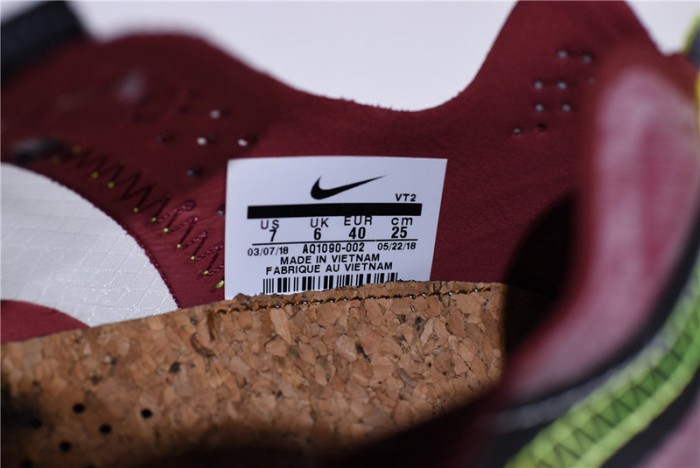 VT2
US UK EUR cm
7 6 40 25
03/07/18 AQ1090-002 05/22/18
MADE IN VIETNAM
FABRIQUE AU VIETNAM